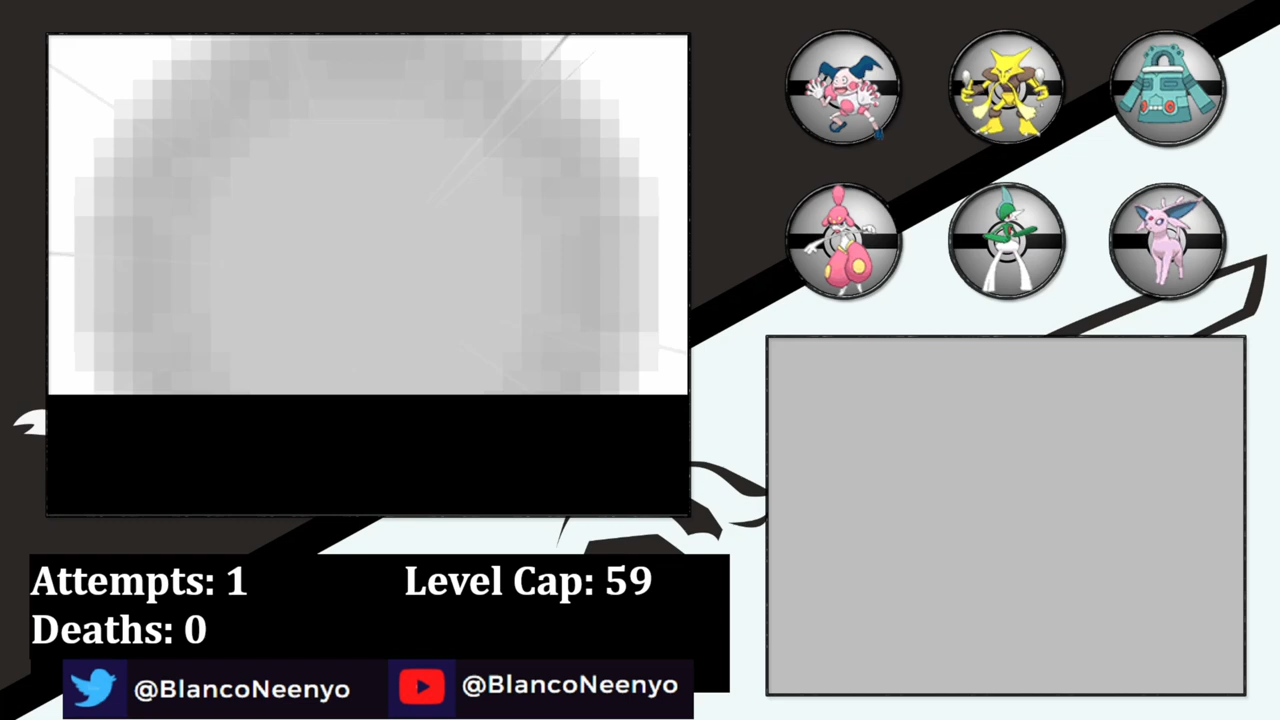 Attempts: 1
Level Cap: 59
Deaths: 0
@BlancoNeenyo
@BlancoNeenyo